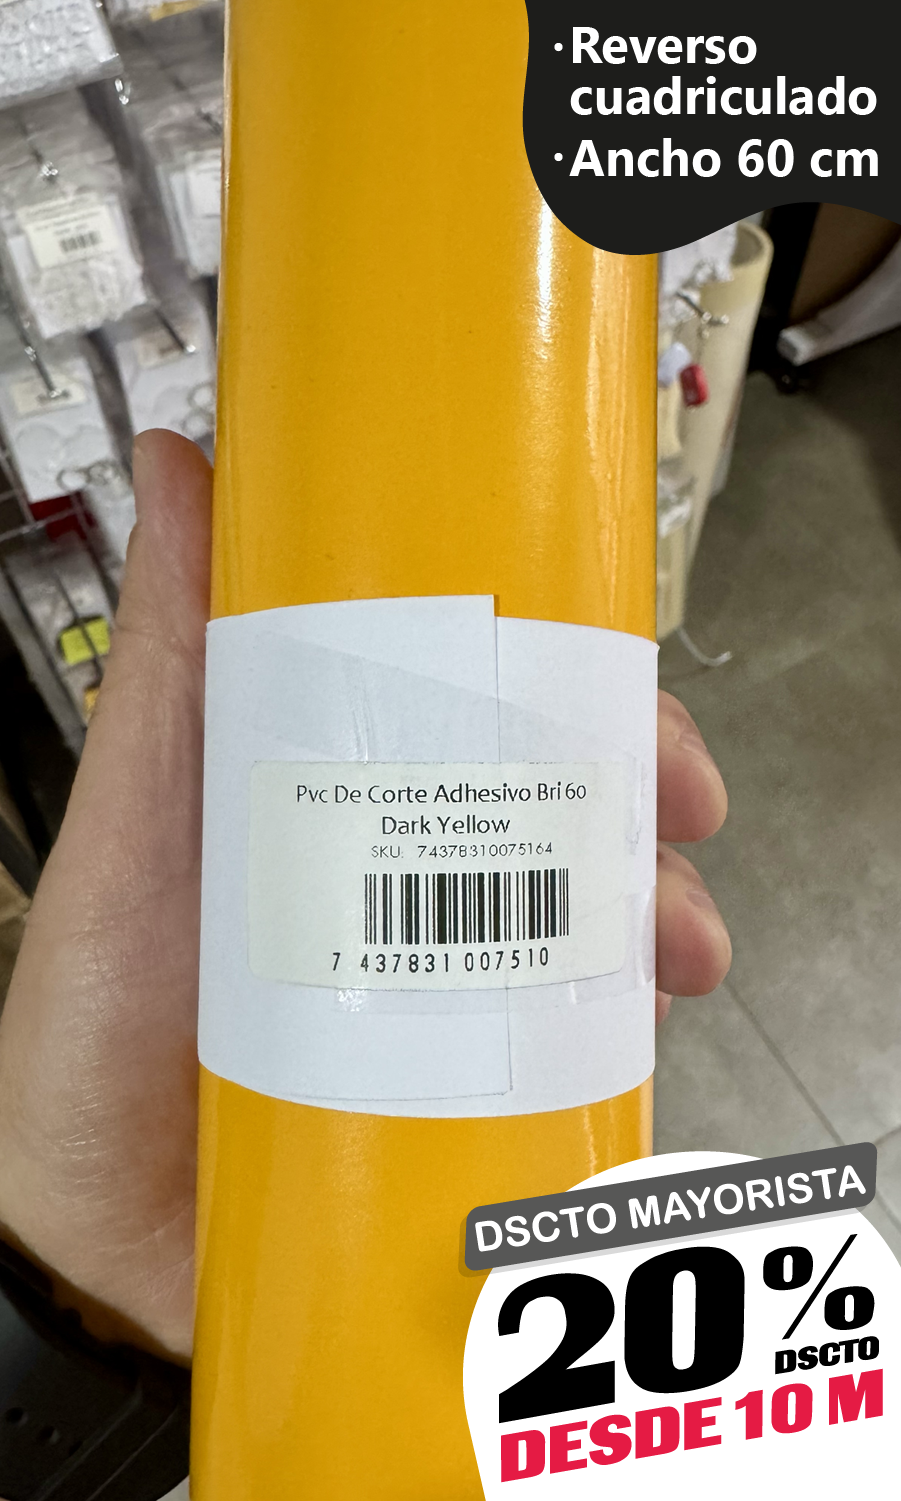 ·Reverso
cuadriculado
·Ancho 60 cm
Pvc De Corte Adhesivo Bri 60
Dark Yellow
SKU: 74378310075164
7 437831 007510
DSCTO MAYORISTA
20%
DSCTO
DESDE 10 M